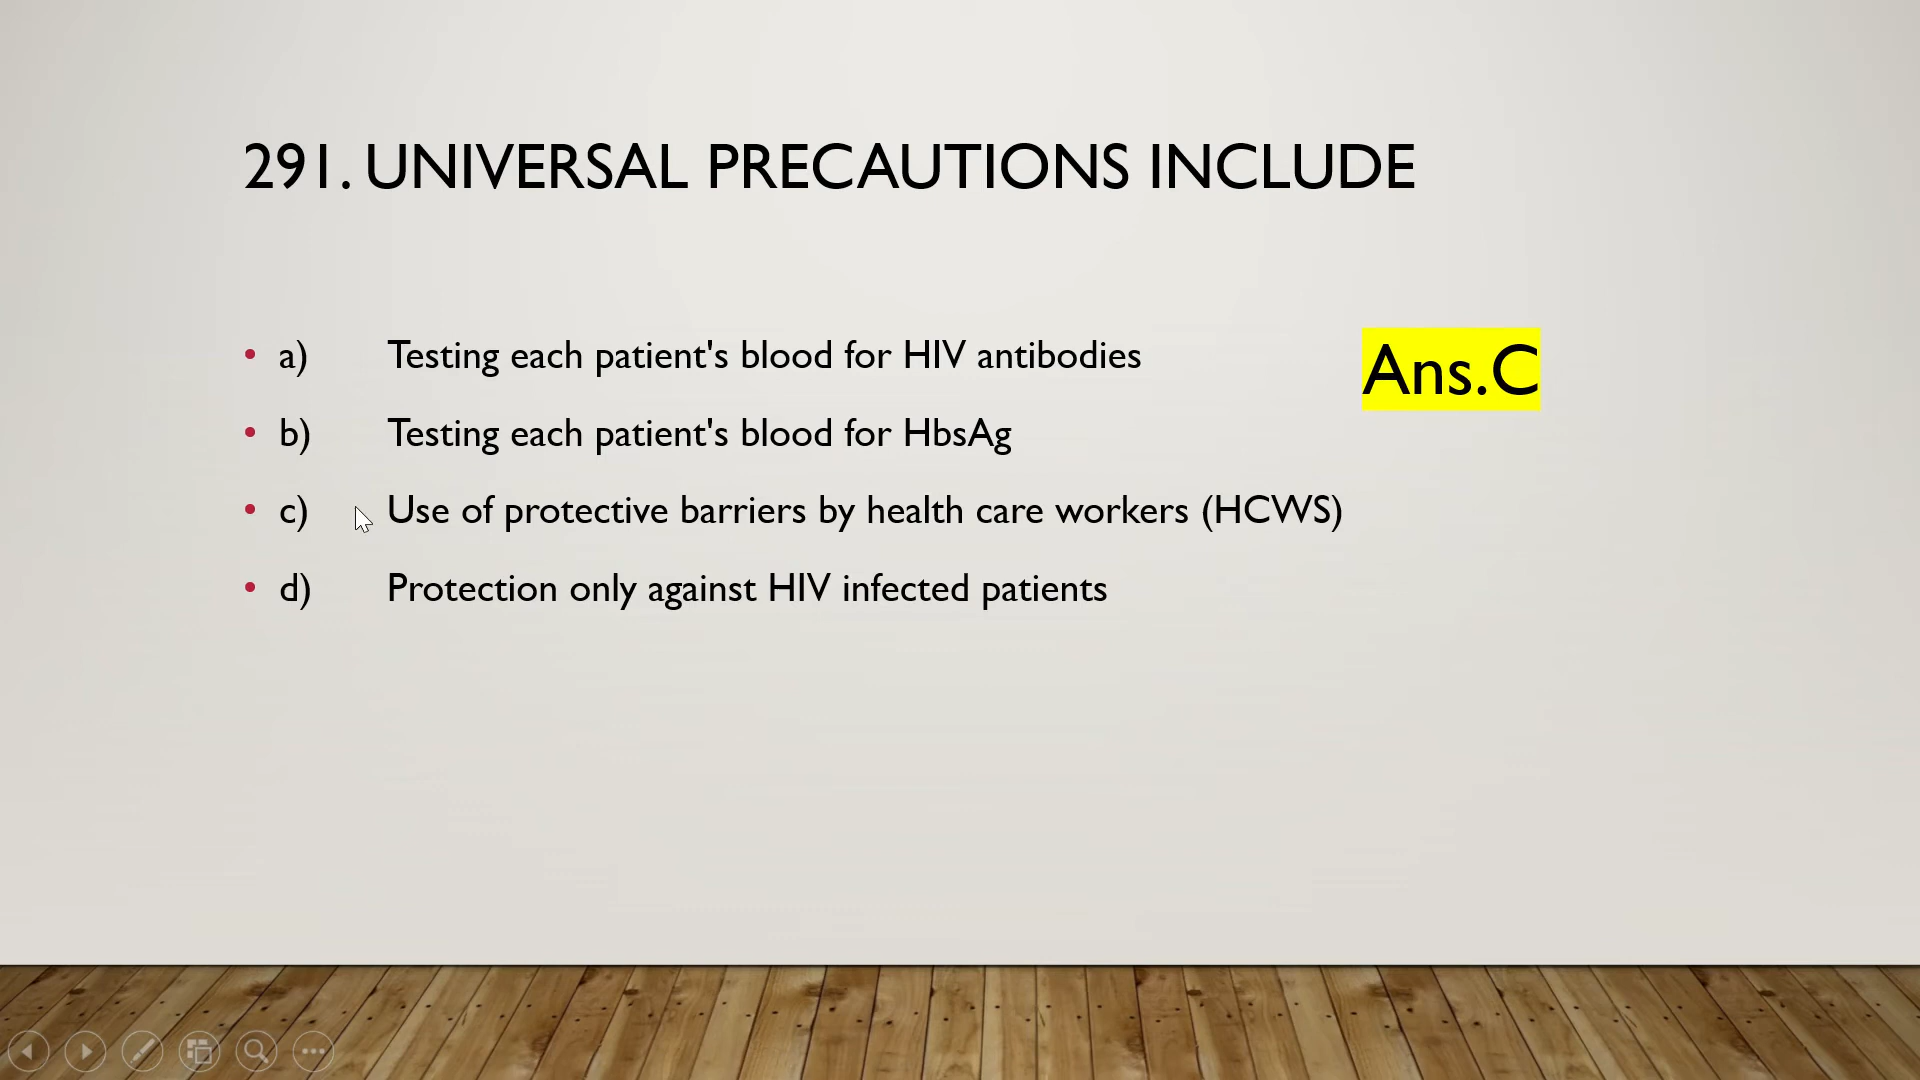 291. UNIVERSAL PRECAUTIONS INCLUDE
• a) Testing each patient's blood for HIV antibodies
Ans.C
• b) Testing each patient's blood for HbsAg
• c) Use of protective barriers by health care workers (HCWS)
• d) Protection only against HIV infected patients